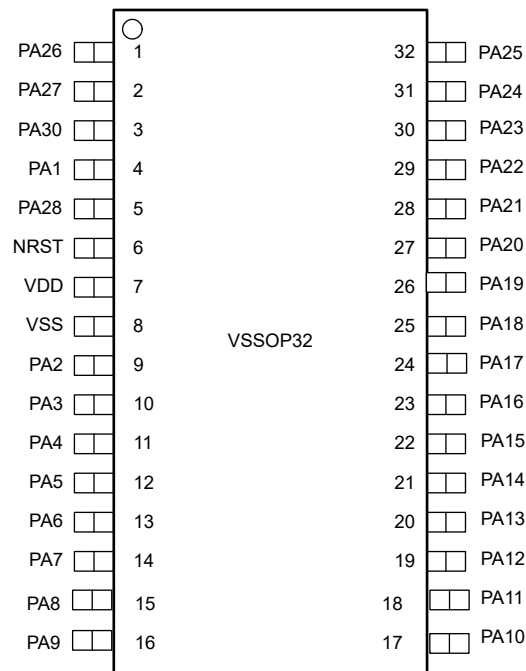 PA26 1 32 PA25
PA27 2 31 PA24
PA30 3 30 PA23
PA1 4 29 PA22
PA28 5 28 PA21
NRST 6 27 PA20
VDD 7 26 PA19
VSS 8 25 PA18
VSSOP32
PA2 9 24 PA17
PA3 10 23 PA16
PA4 11 22 PA15
PA5 12 21 PA14
PA6 13 20 PA13
PA7 14 19 PA12
PA8 15 18 PA11
PA9 16 17 PA10